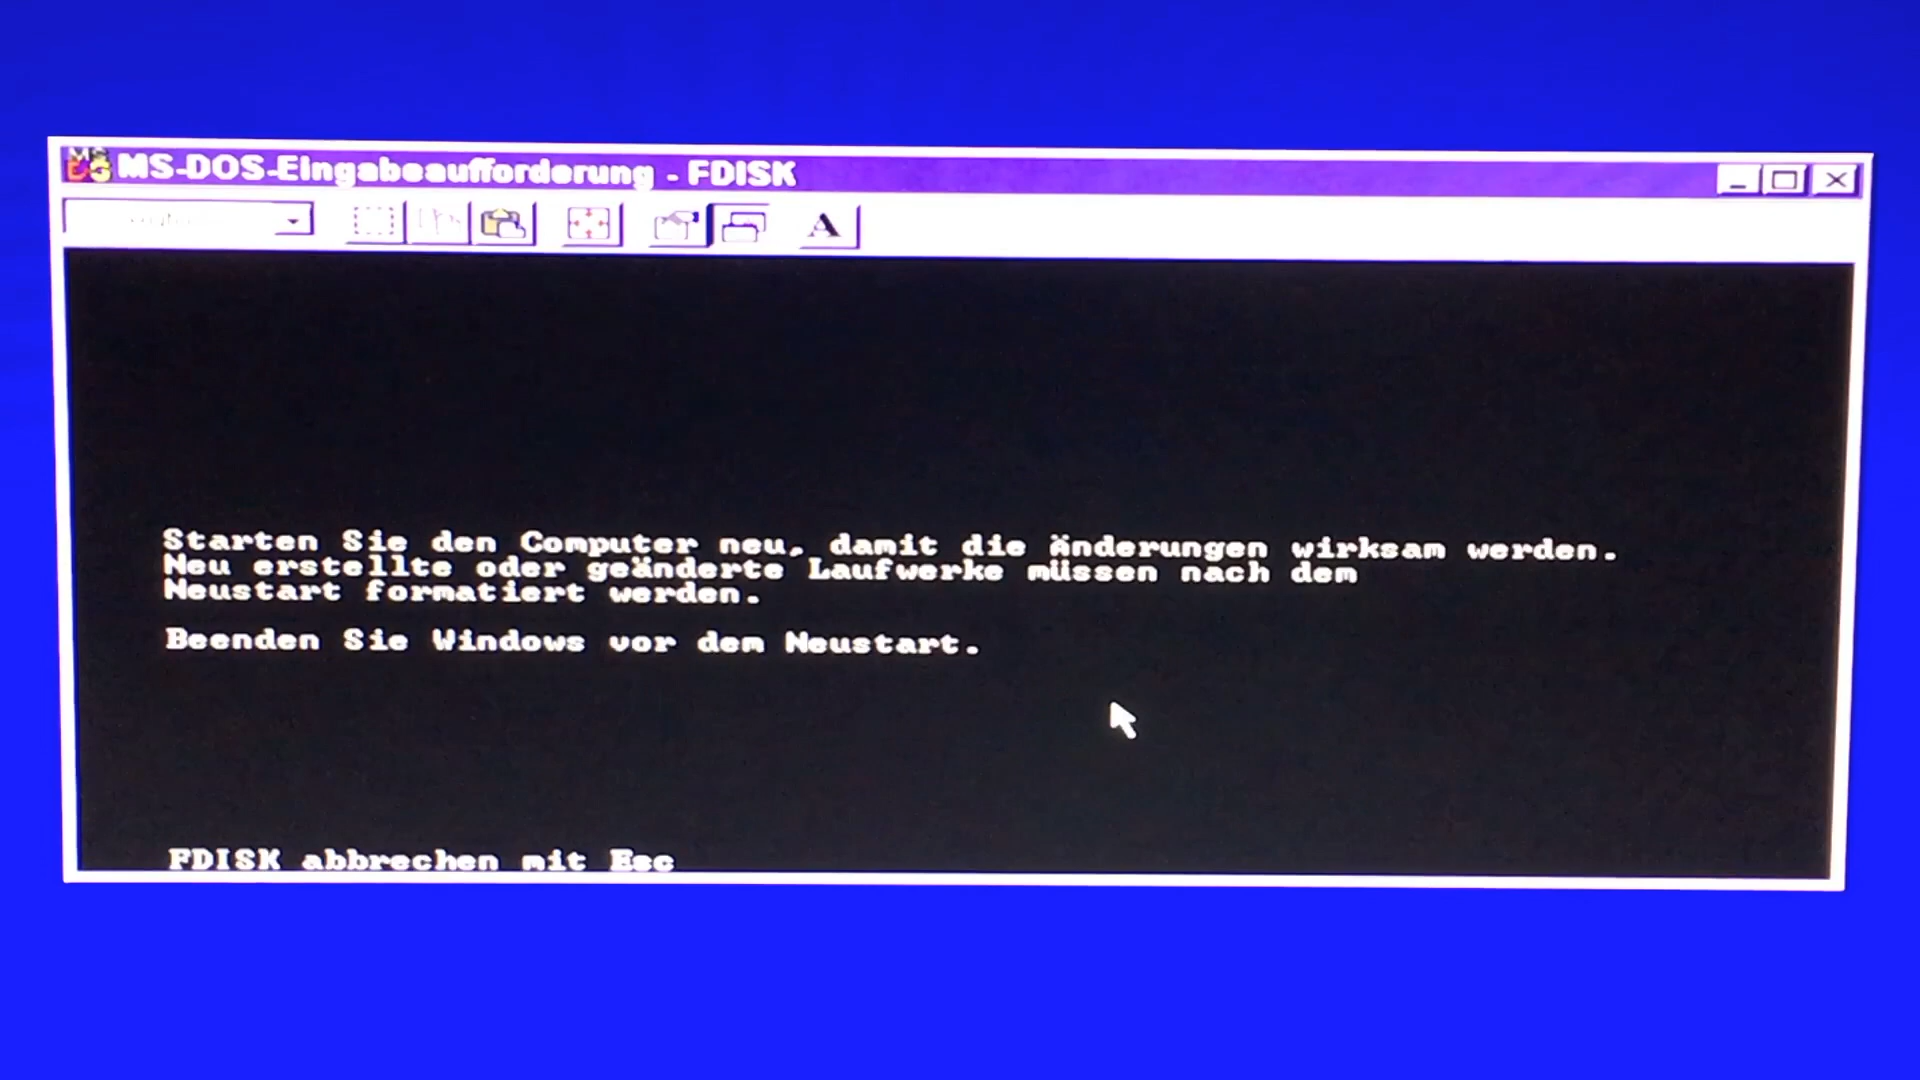 MS-DOS-Eingabeaufforderung - FDISK
A
Starten Sie den Computer neu, damit die Änderungen wirksam werden.
Neu erstellte oder geänderte Laufwerke müssen nach dem
Neustart formatiert werden.
Beenden Sie Windows vor dem Neustart.
FDISK abbrechen mit Esc